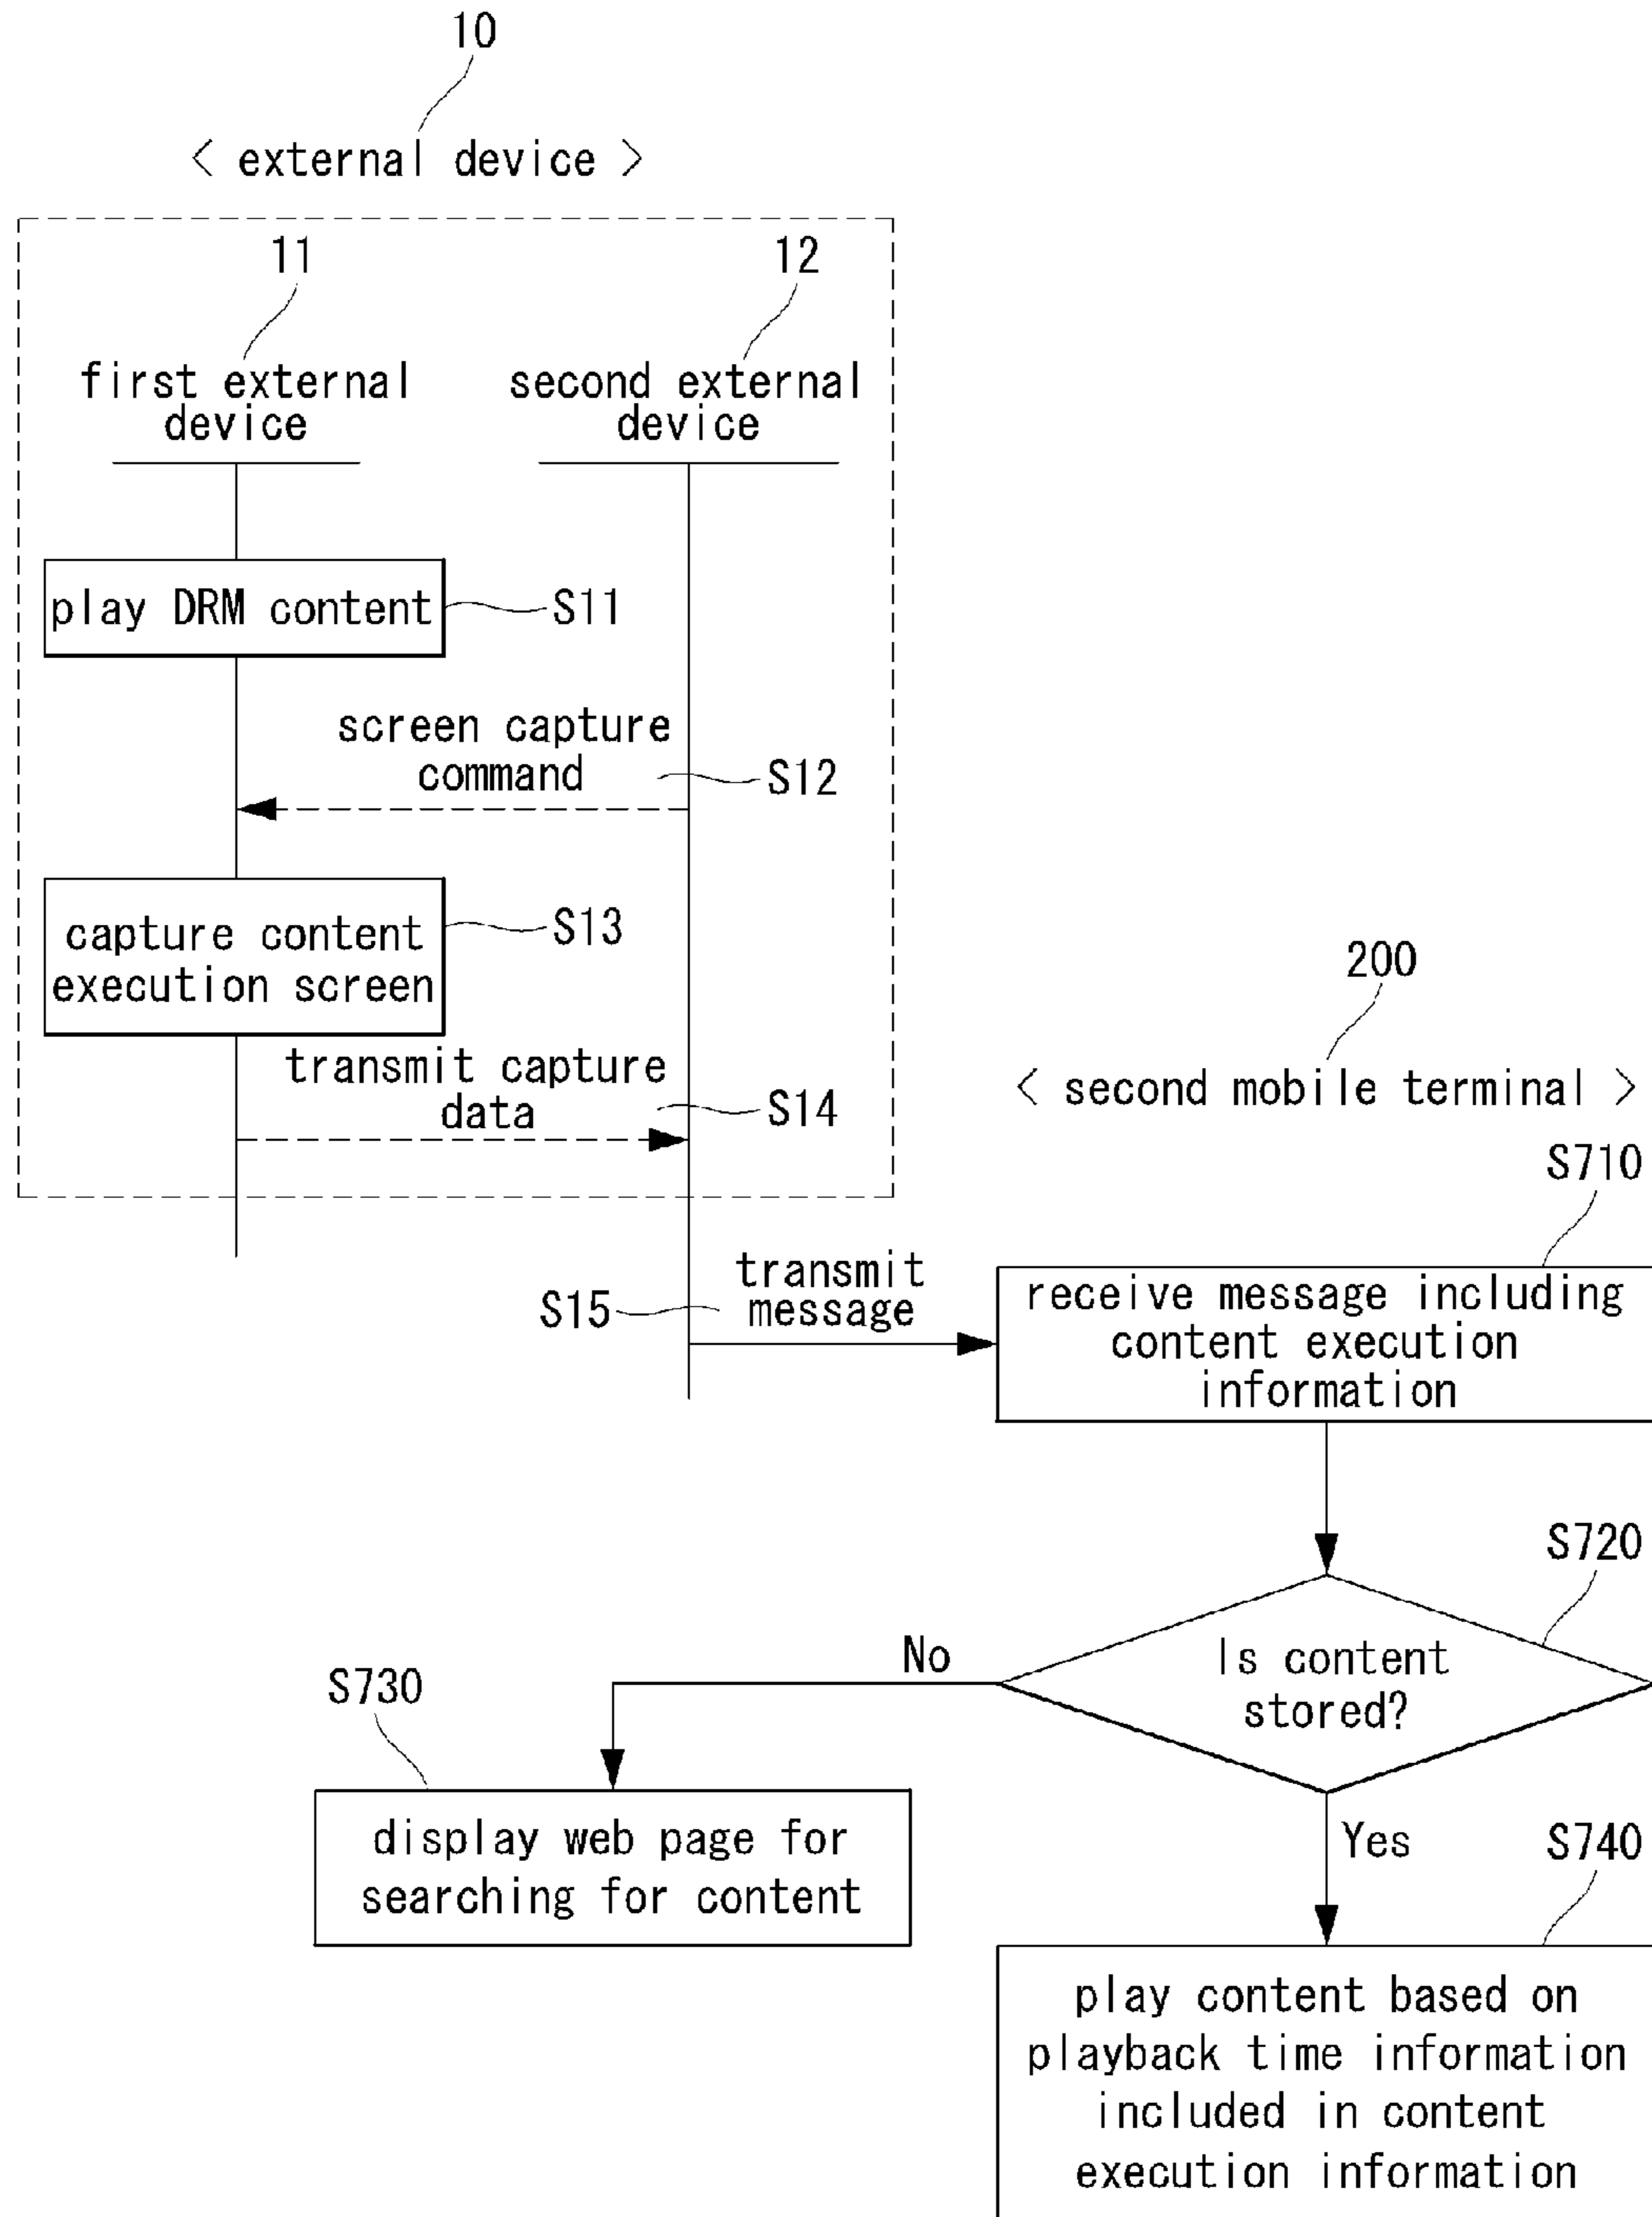 10
< external device >
11
12
first external
device
second external
device
play DRM content
S11
screen capture
command
S12
capture content
execution screen
S13
transmit capture
data
S14
200
< second mobile terminal >
S710
S15
transmit
message
receive message including
content execution
information
S720
Is content
stored?
No
S730
display web page for
searching for content
Yes
S740
play content based on
playback time information
included in content
execution information